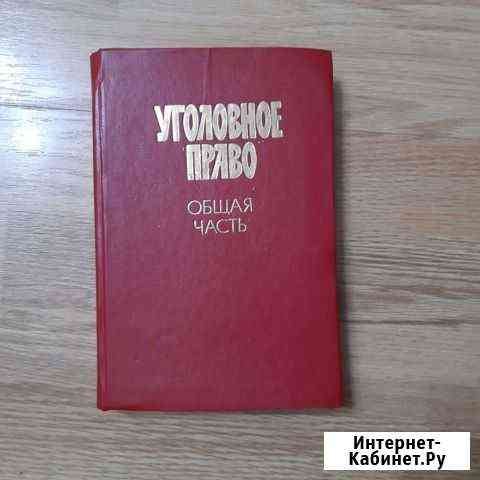 УГОЛОВНОЕ
ПРАВО
ОБЩАЯ
ЧАСТЬ
Интернет-
Кабинет.Ру